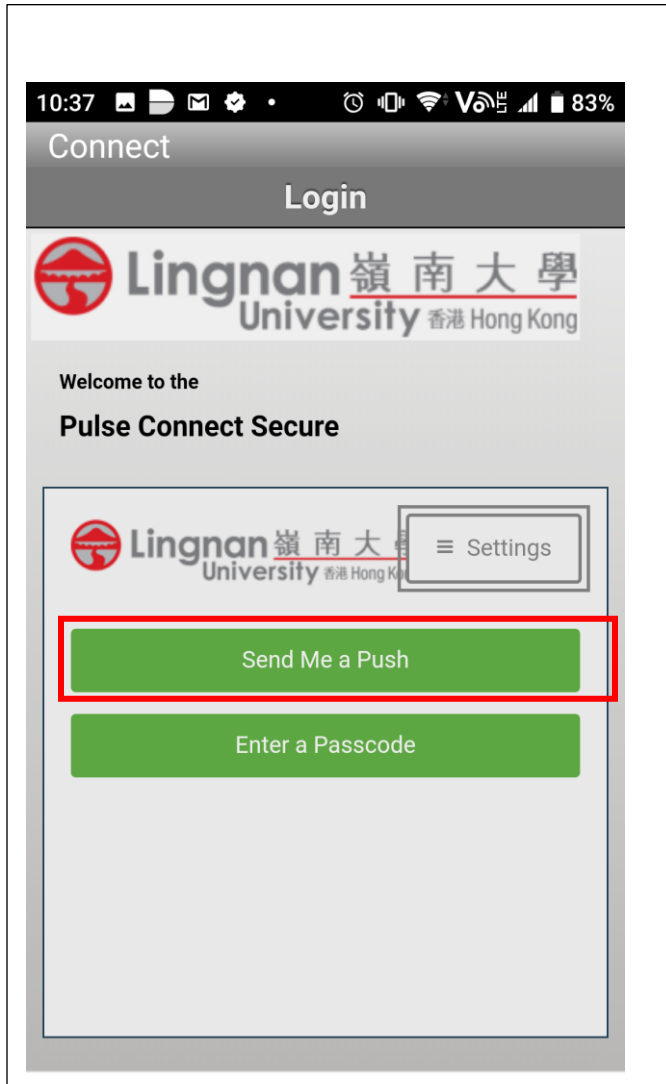 10:37 83%
Connect
Login
Lingnan 嶺南大學
University 香港 Hong Kong
Welcome to the
Pulse Connect Secure
Lingnan 嶺南大
University 香港 Hong
≡ Settings
Send Me a Push
Enter a Passcode